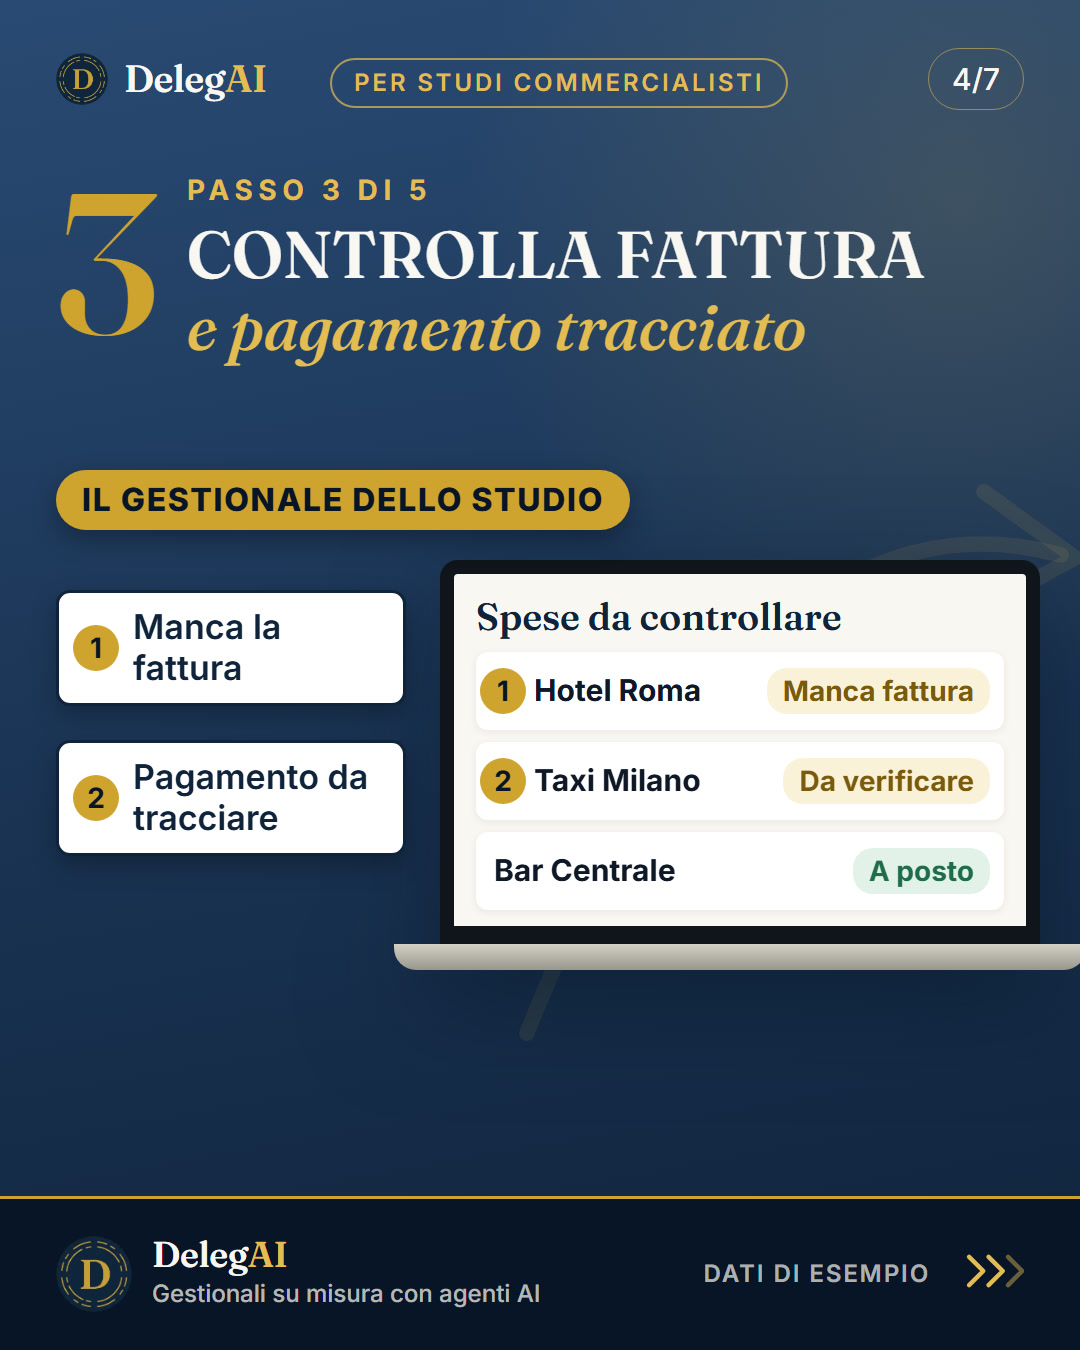 D DelegAI
PER STUDI COMMERCIALISTI
4/7
3
PASSO 3 DI 5
CONTROLLA FATTURA
e pagamento tracciato
IL GESTIONALE DELLO STUDIO
1 Manca la
fattura
2 Pagamento da
tracciare
Spese da controllare
1 Hotel Roma Manca fattura
2 Taxi Milano Da verificare
Bar Centrale A posto
D DelegAI
Gestionali su misura con agenti AI
DATI DI ESEMPIO